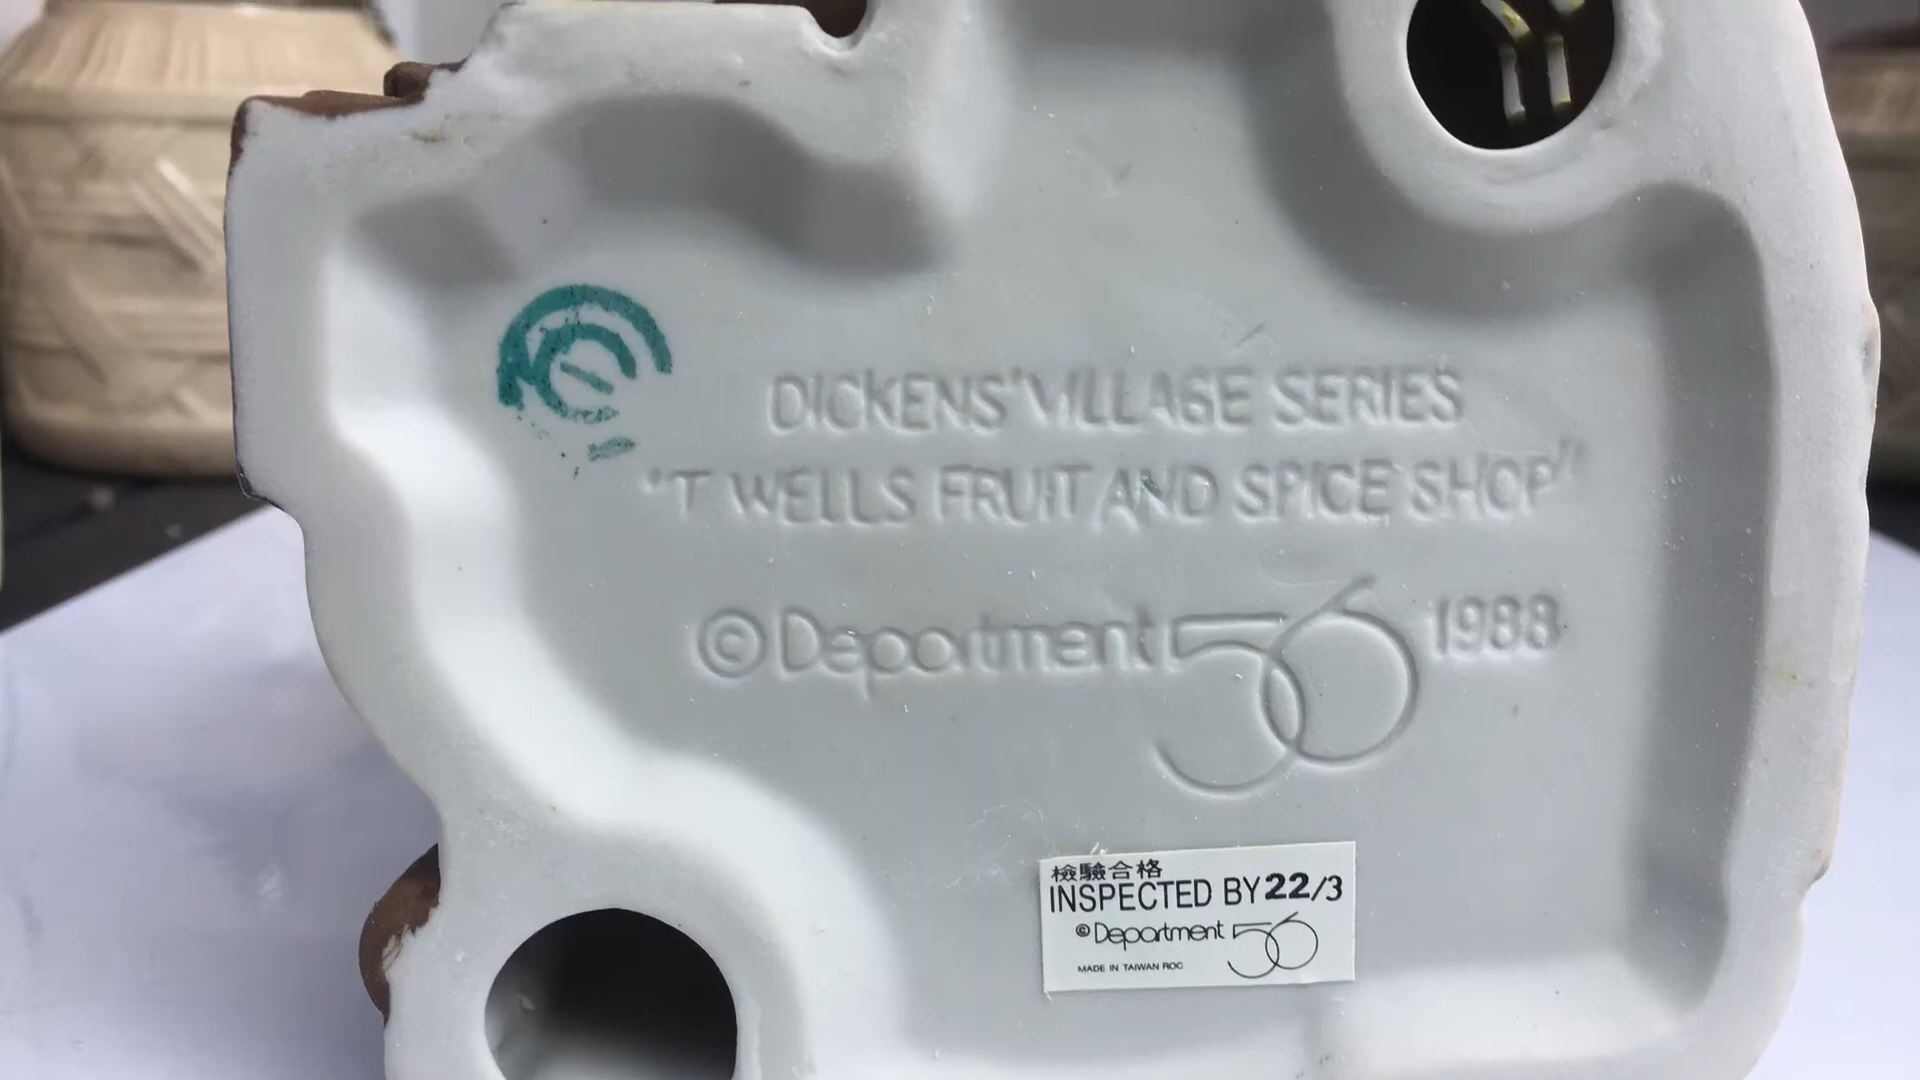 DICKENS' VILLAGE SERIES
"T WELLS FRUIT AND SPICE SHOP"
© Department 56 1988
檢驗合格
INSPECTED BY 22/3
© Department 56
MADE IN TAIWAN ROC